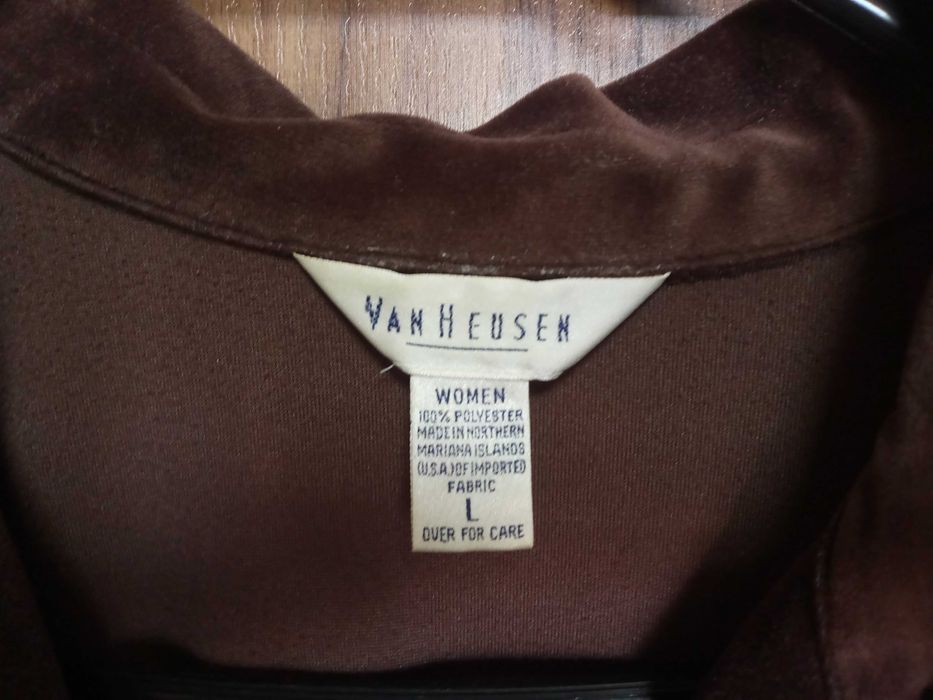 VAN HEUSEN
WOMEN
100% POLYESTER
MADE IN NORTHERN
MARIANA ISLANDS
(U.S.A.) OF IMPORTED
FABRIC
L
OVER FOR CARE